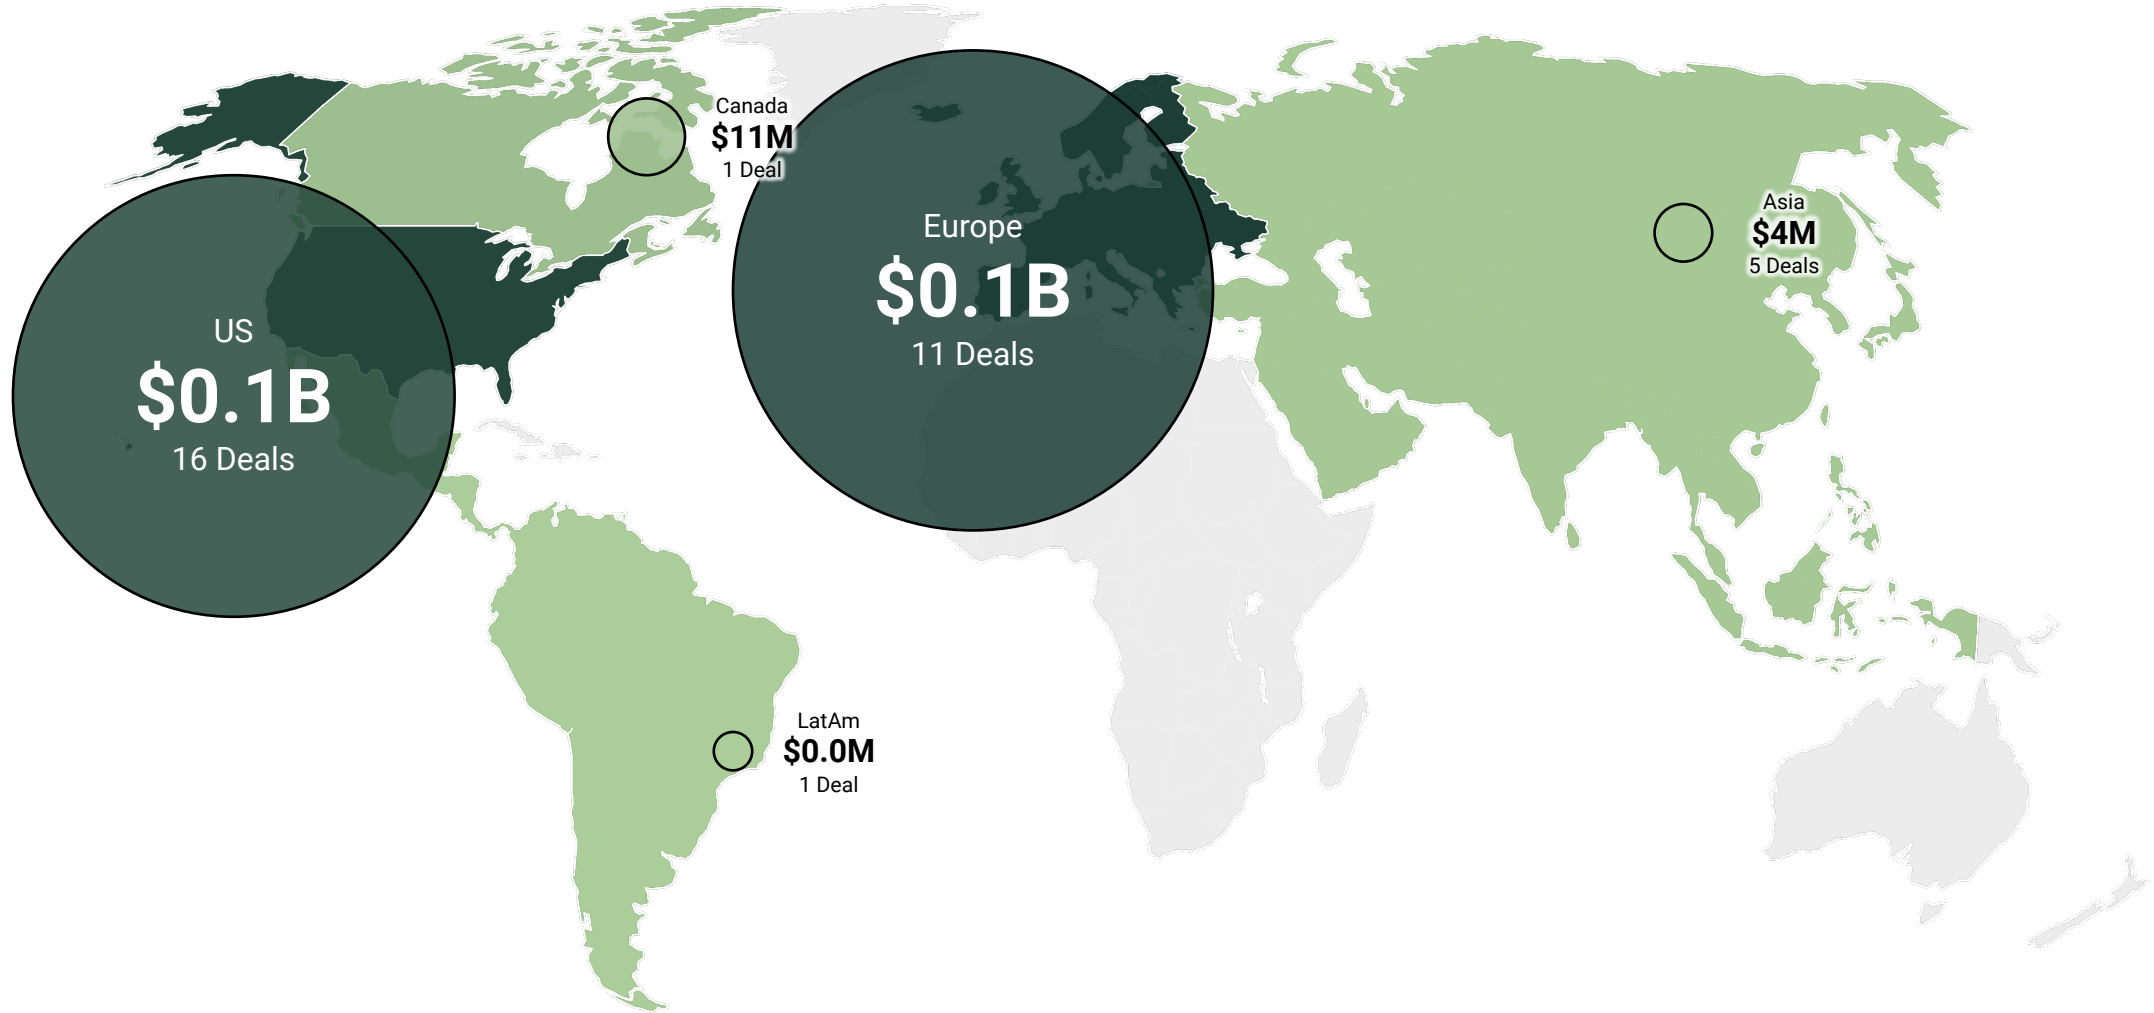 Canada
$11M
1 Deal
US
$0.1B
16 Deals
Europe
$0.1B
11 Deals
Asia
$4M
5 Deals
LatAm
$0.0M
1 Deal